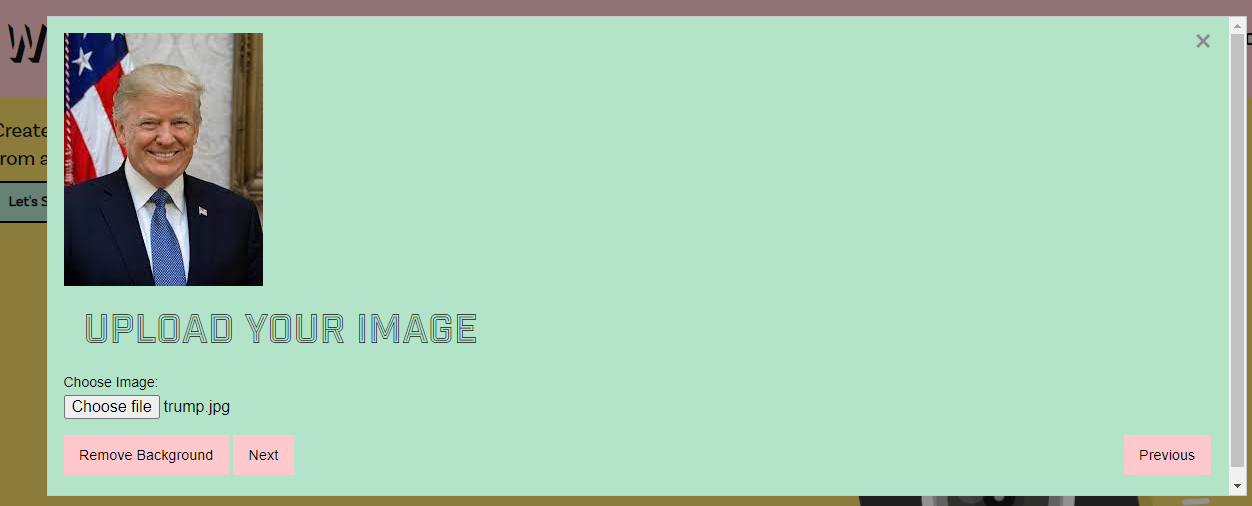 W
Create
rom a
Let's S
UPLOAD YOUR IMAGE
Choose Image:
Choose file trump.jpg
Remove Background Next Previous